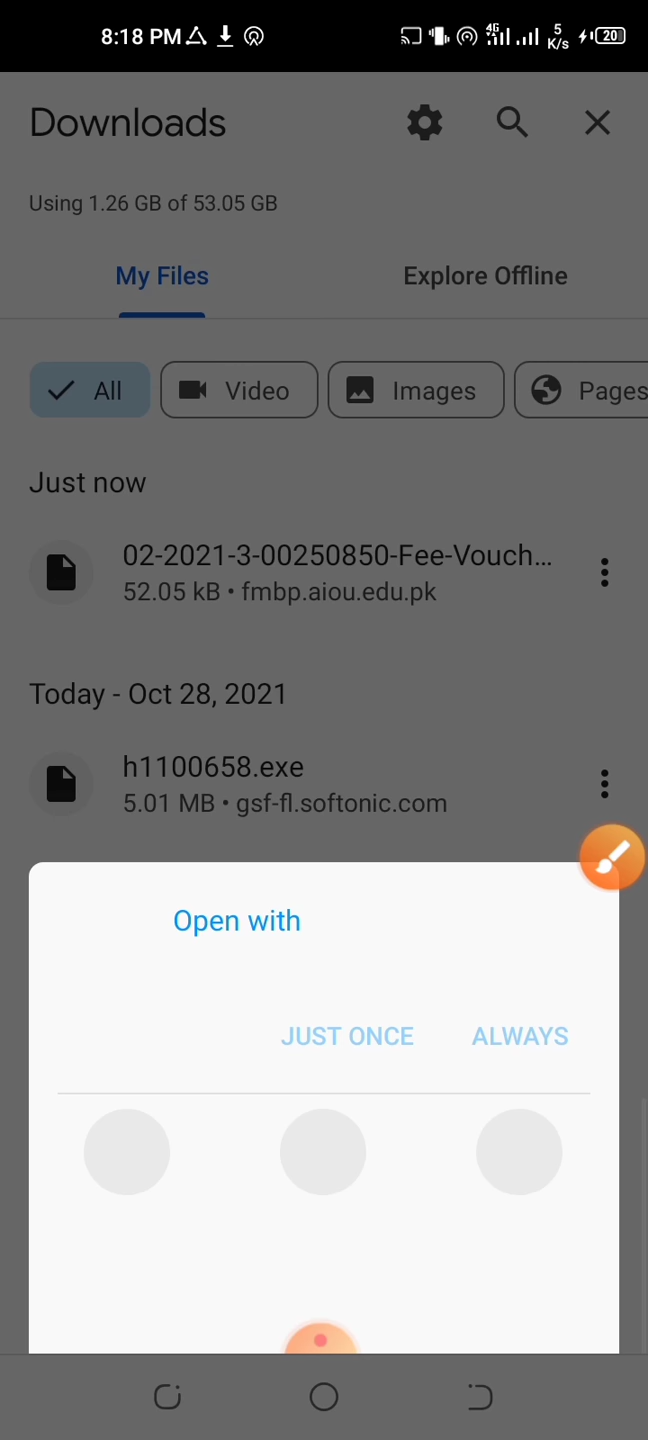 8:18 PM
4G
5
K/s
20
Downloads
Using 1.26 GB of 53.05 GB
My Files
Explore Offline
All
Video
Images
Pages
Just now
02-2021-3-00250850-Fee-Vouch...
52.05 kB • fmbp.aiou.edu.pk
Today - Oct 28, 2021
h1100658.exe
5.01 MB • gsf-fl.softonic.com
Open with
JUST ONCE
ALWAYS